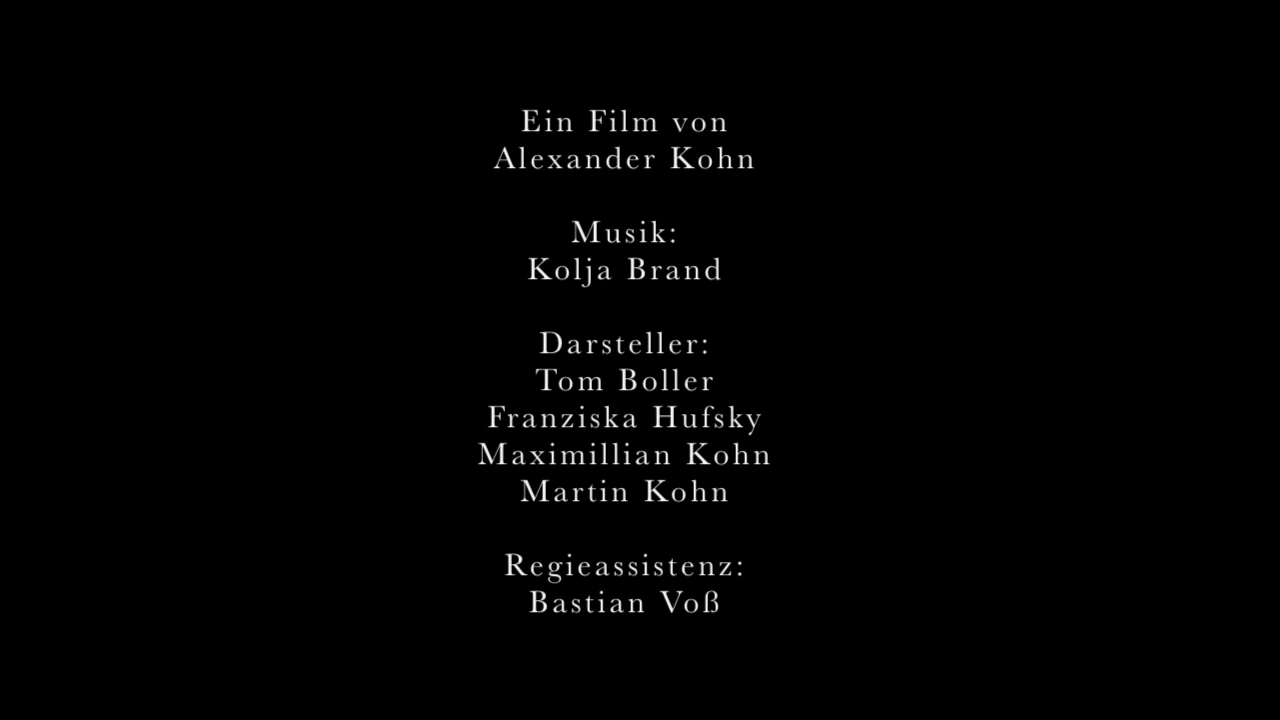 Ein Film von
Alexander Kohn
Musik:
Kolja Brand
Darsteller:
Tom Boller
Franziska Hufsky
Maximillian Kohn
Martin Kohn
Regieassistenz:
Bastian Voß